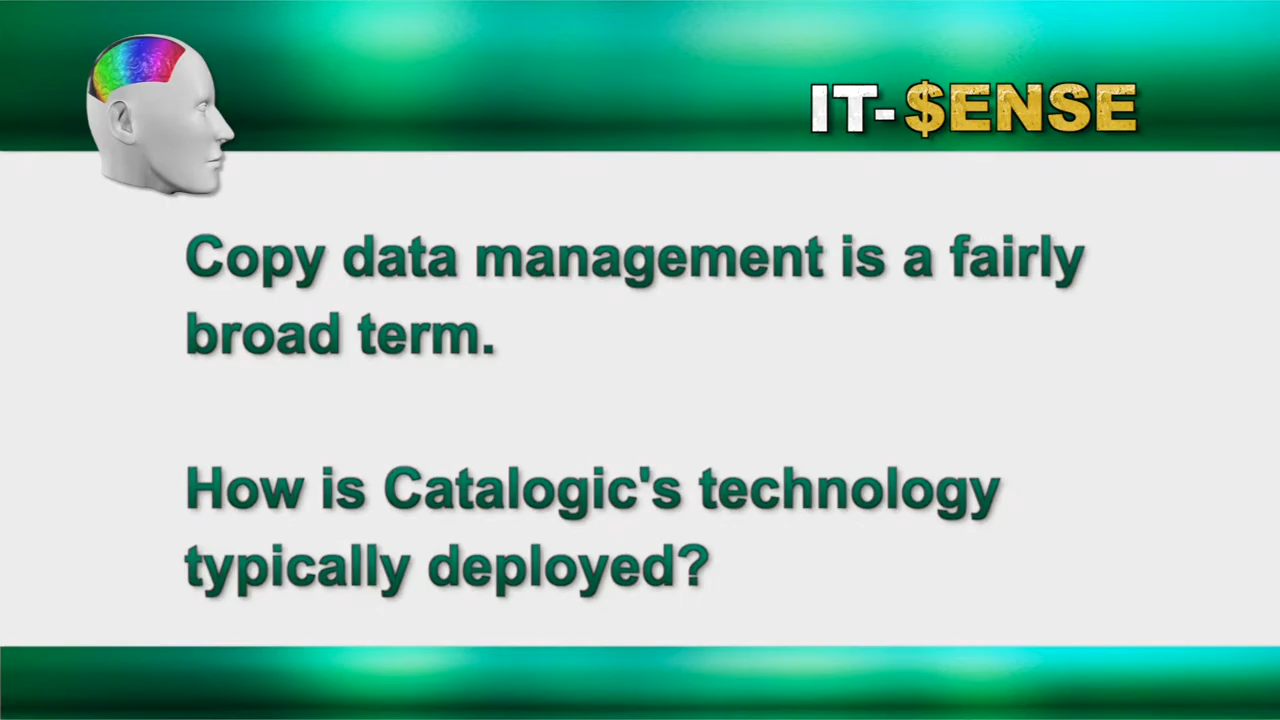 IT-$ENSE
Copy data management is a fairly
broad term.
How is Catalogic's technology
typically deployed?